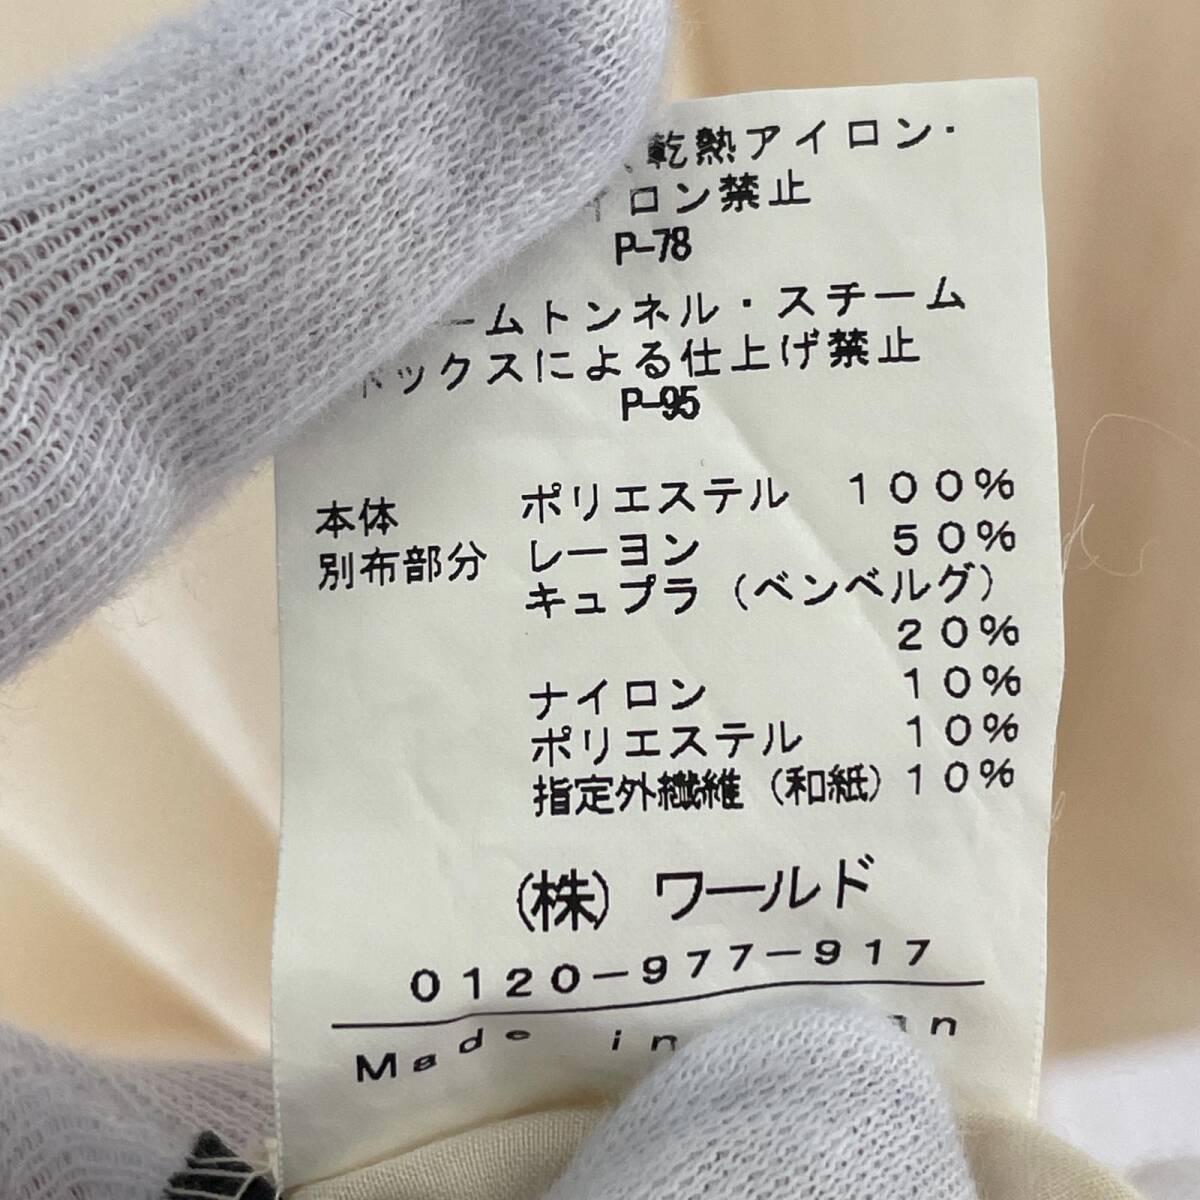 乾熱アイロン・
イロン禁止
P-78
ームトンネル・スチーム
ボックスによる仕上げ禁止
P-95
本体 ポリエステル 100%
別布部分 レーヨン 50%
キュプラ(ベンベルグ)
20%
ナイロン 10%
ポリエステル 10%
指定外繊維(和紙)10%
(株)ワールド
0120-977-917
Made in an